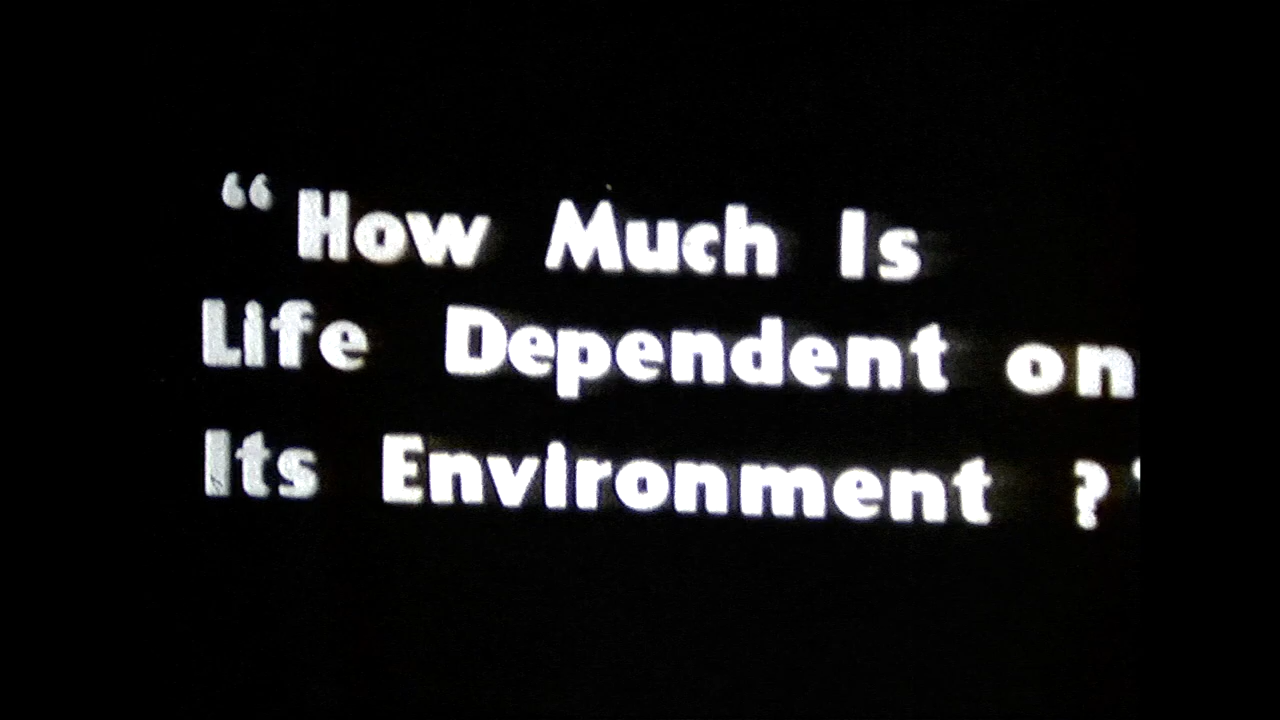 “How Much Is
Life Dependent on
Its Environment ?’